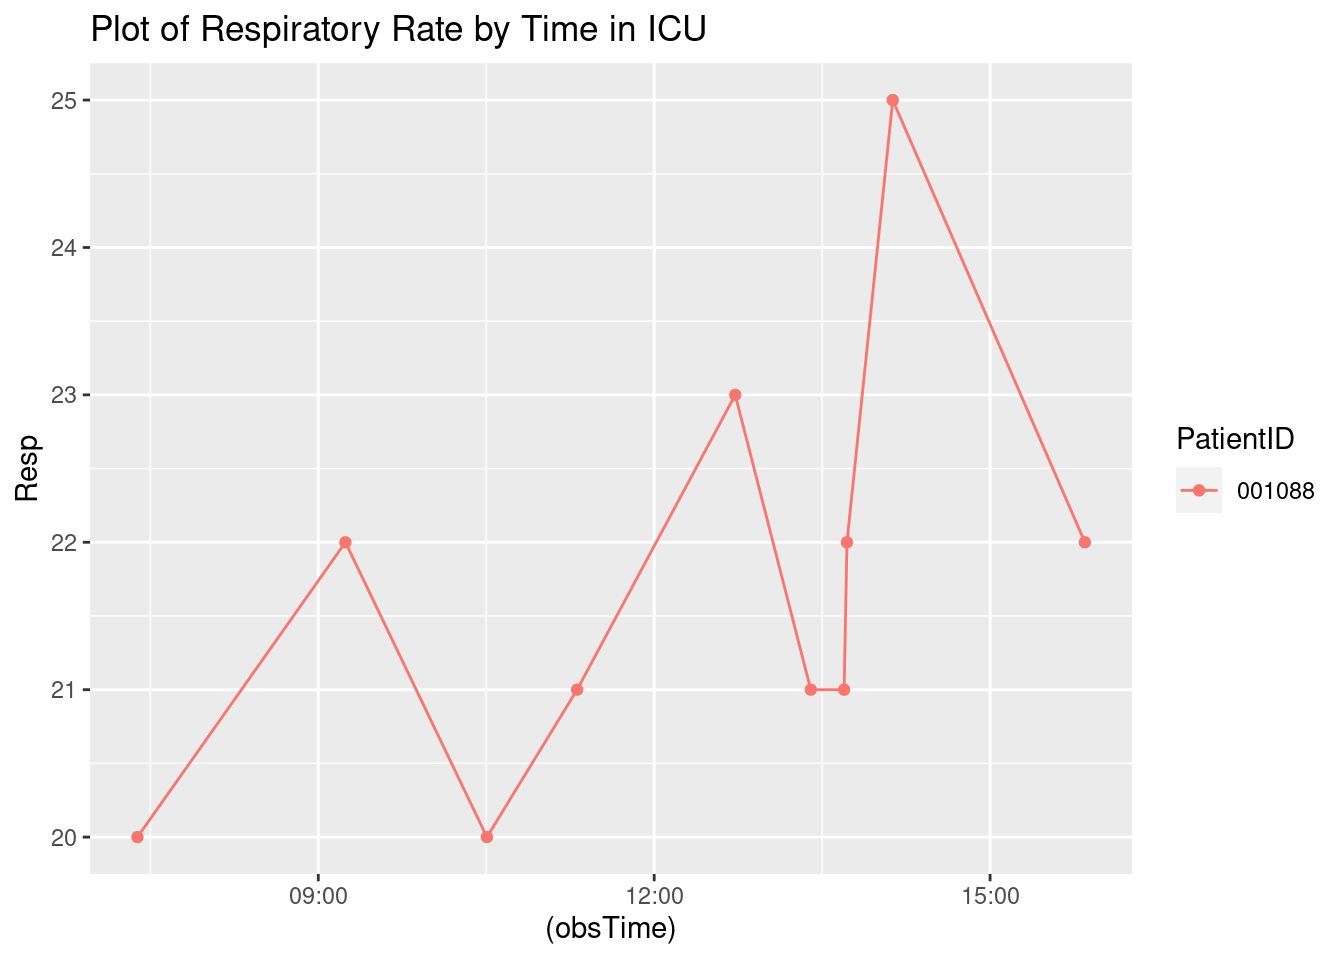 Plot of Respiratory Rate by Time in ICU
25
24
23
22
21
20
Resp
09:00 12:00 15:00
(obsTime)
PatientID
001088